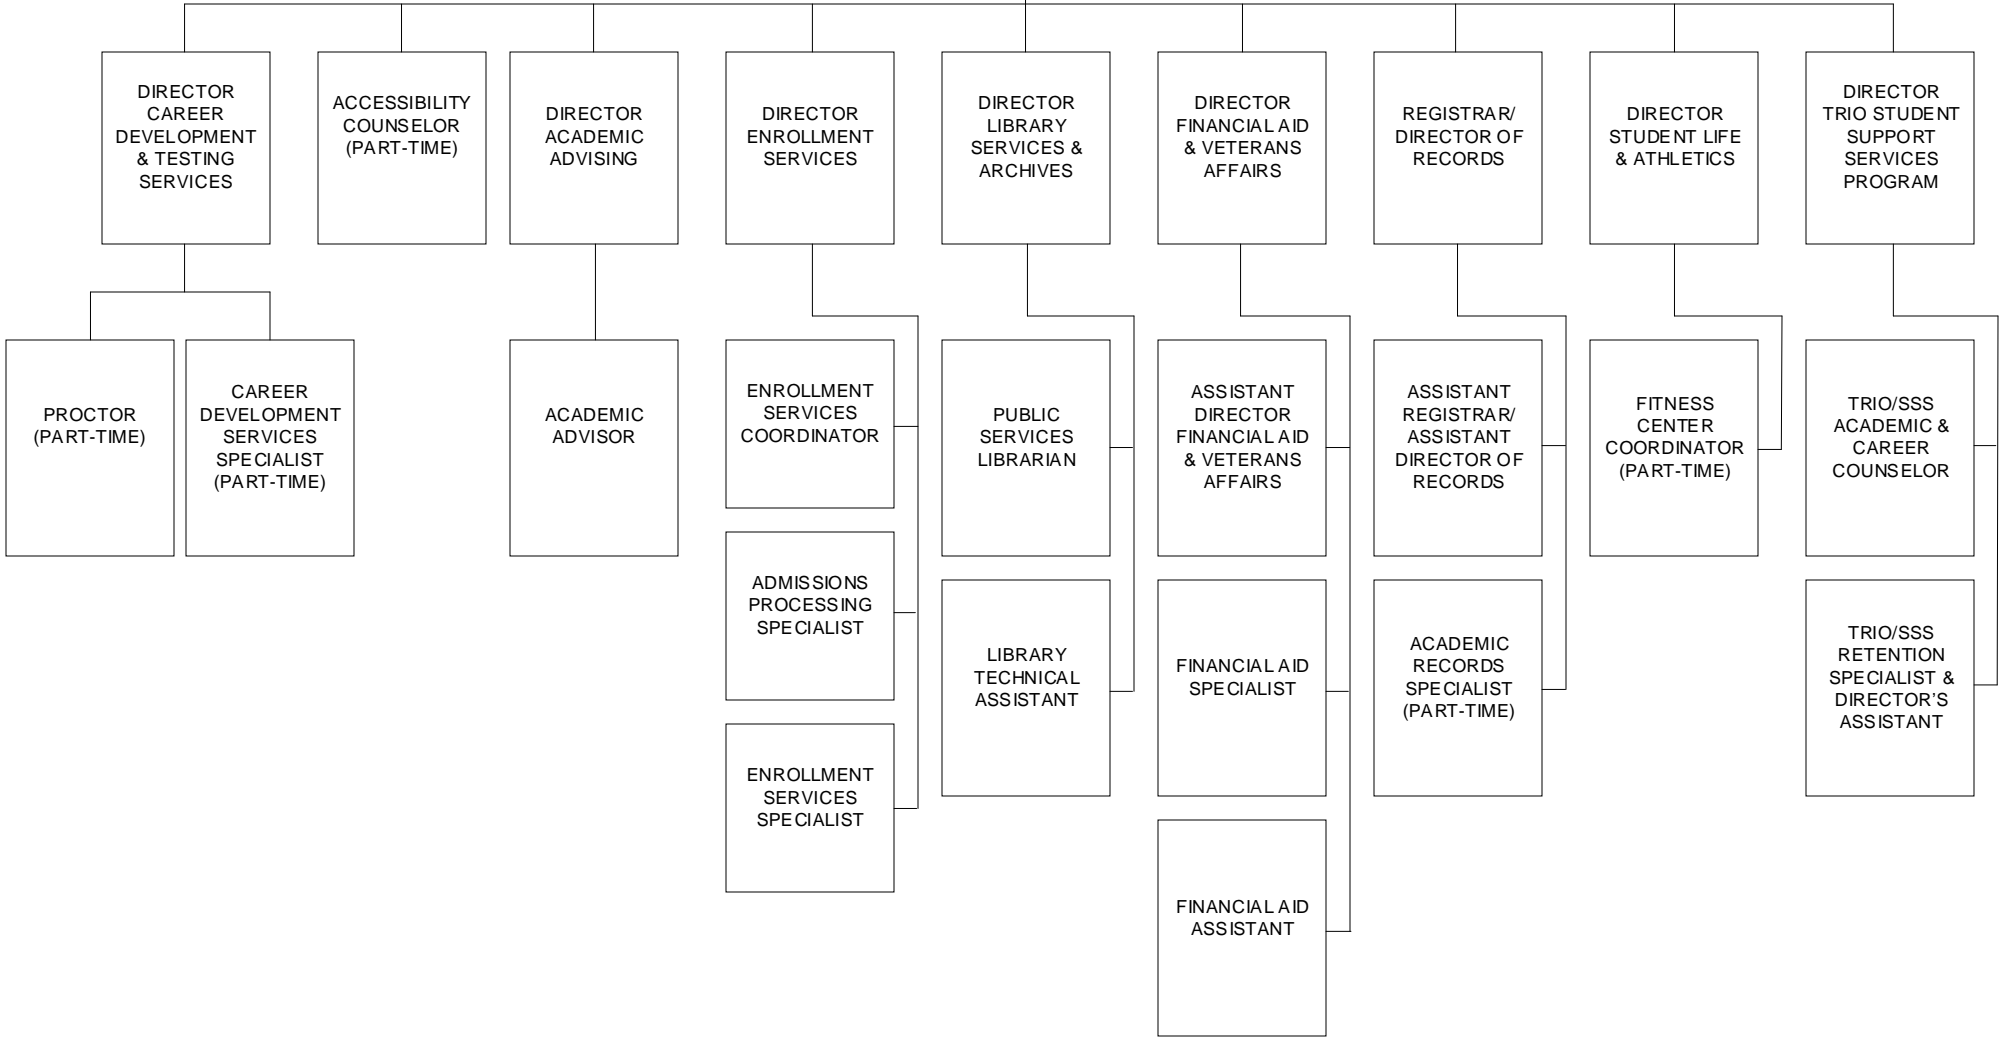 DIRECTOR
CAREER
DEVELOPMENT
& TESTING
SERVICES
ACCESSIBILITY
COUNSELOR
(PART-TIME)
DIRECTOR
ACADEMIC
ADVISING
DIRECTOR
ENROLLMENT
SERVICES
DIRECTOR
LIBRARY
SERVICES &
ARCHIVES
DIRECTOR
FINANCIAL AID
& VETERANS
AFFAIRS
REGISTRAR/
DIRECTOR OF
RECORDS
DIRECTOR
STUDENT LIFE
& ATHLETICS
DIRECTOR
TRIO STUDENT
SUPPORT
SERVICES
PROGRAM
PROCTOR
(PART-TIME)
CAREER
DEVELOPMENT
SERVICES
SPECIALIST
(PART-TIME)
ACADEMIC
ADVISOR
ENROLLMENT
SERVICES
COORDINATOR
PUBLIC
SERVICES
LIBRARIAN
ASSISTANT
DIRECTOR
FINANCIAL AID
& VETERANS
AFFAIRS
ASSISTANT
REGISTRAR/
ASSISTANT
DIRECTOR OF
RECORDS
FITNESS
CENTER
COORDINATOR
(PART-TIME)
TRIO/SSS
ACADEMIC &
CAREER
COUNSELOR
ADMISSIONS
PROCESSING
SPECIALIST
LIBRARY
TECHNICAL
ASSISTANT
FINANCIAL AID
SPECIALIST
ACADEMIC
RECORDS
SPECIALIST
(PART-TIME)
TRIO/SSS
RETENTION
SPECIALIST &
DIRECTOR’S
ASSISTANT
ENROLLMENT
SERVICES
SPECIALIST
FINANCIAL AID
ASSISTANT